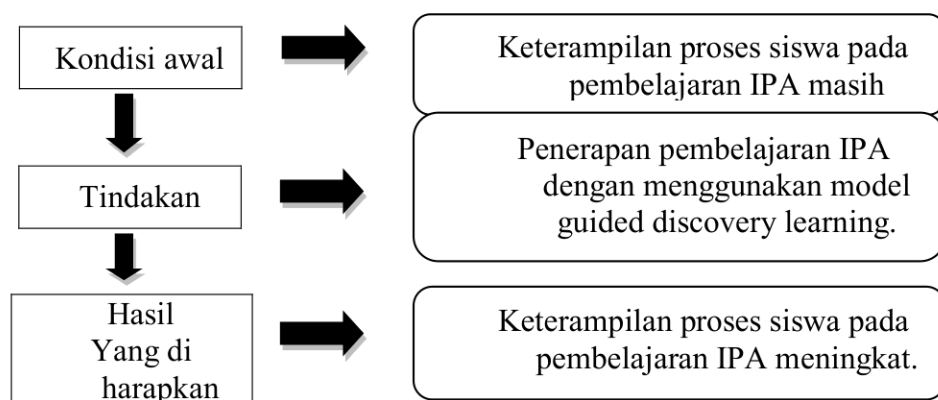 Kondisi awal
Keterampilan proses siswa pada
pembelajaran IPA masih
Tindakan
Penerapan pembelajaran IPA
dengan menggunakan model
guided discovery learning.
Hasil
Yang di
harapkan
Keterampilan proses siswa pada
pembelajaran IPA meningkat.